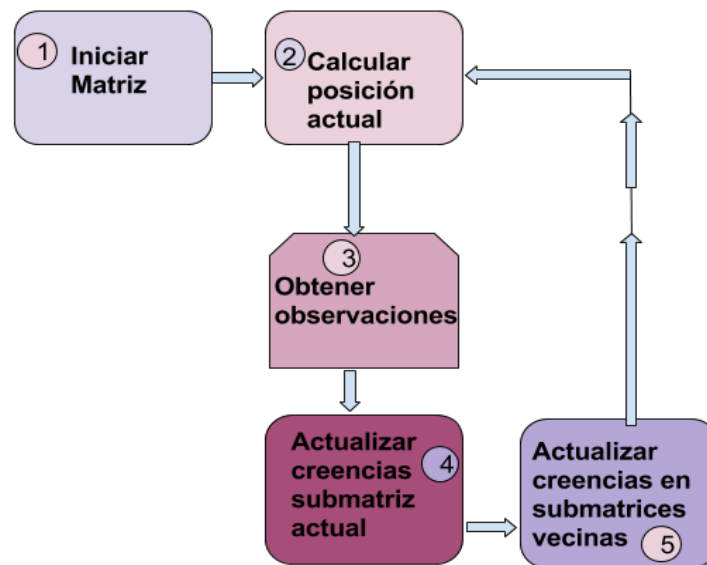 1
Iniciar
Matriz
2
Calcular
posición
actual
3
Obtener
observaciones
Actualizar
creencias
submatriz
actual
4
Actualizar
creencias en
submatrices
vecinas
5